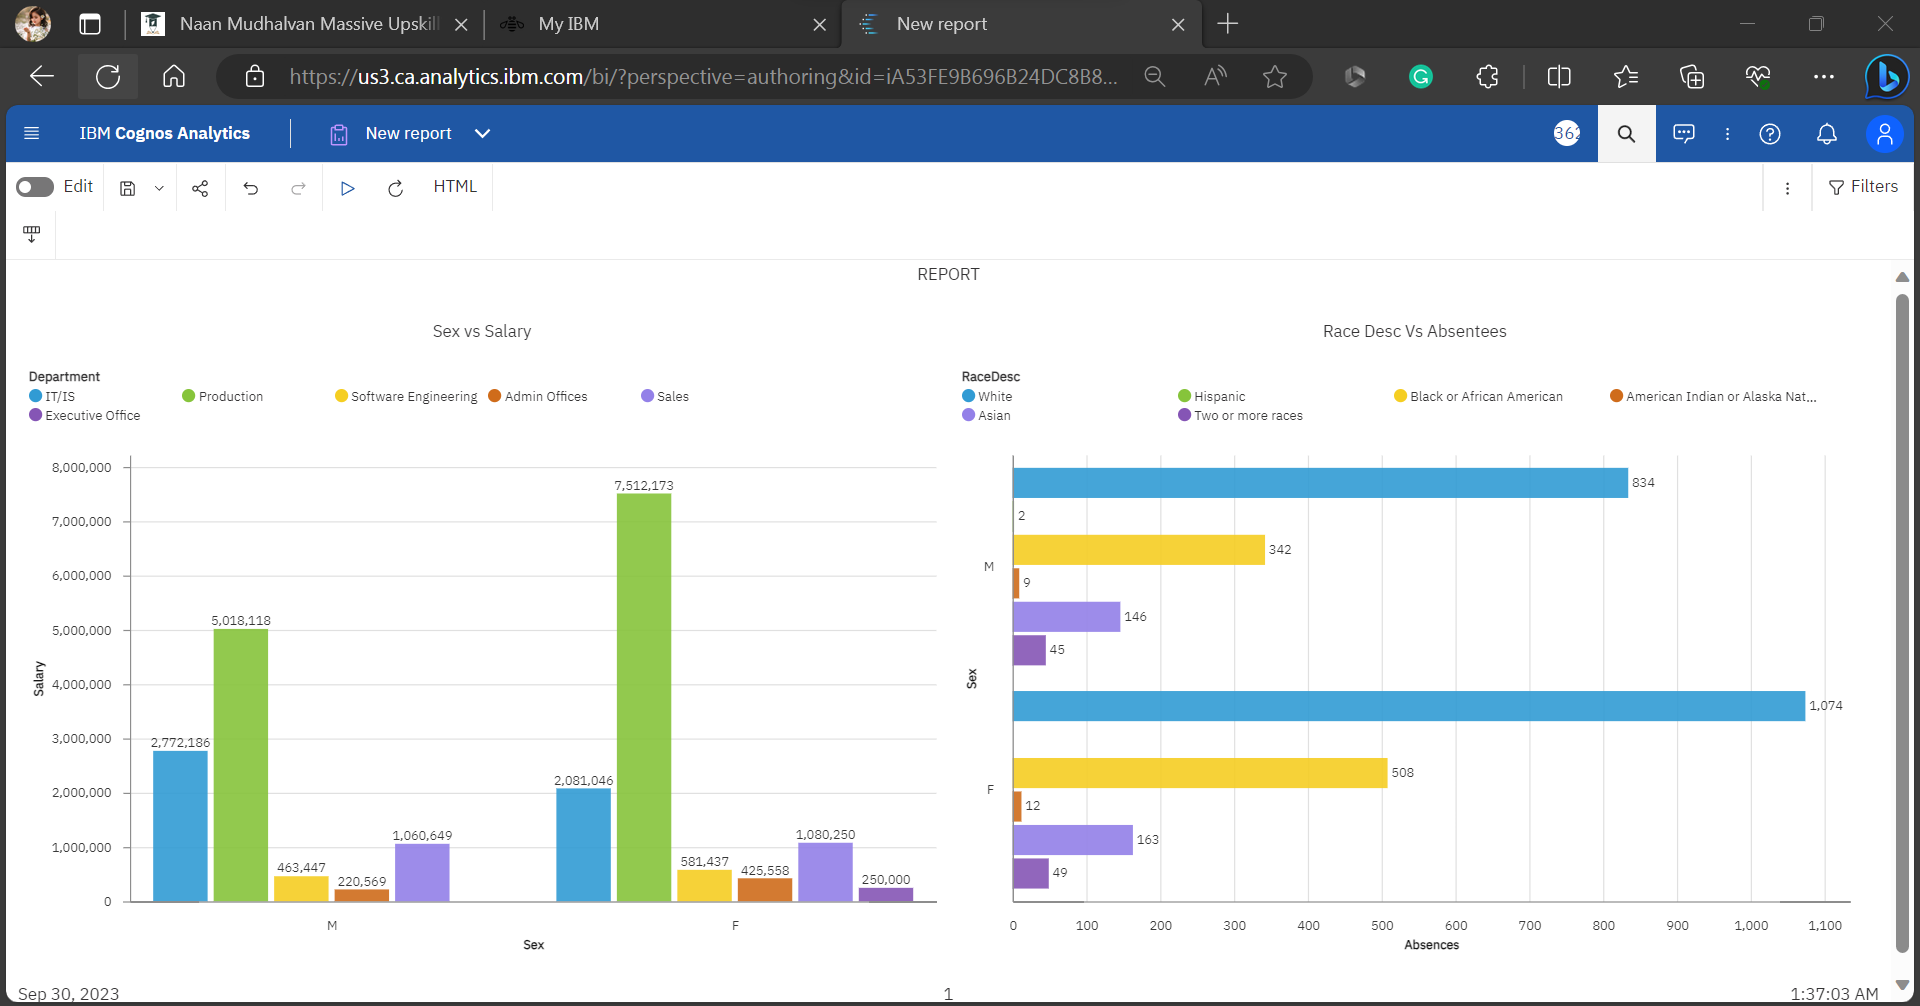 Naan Mudhalvan Massive Upskill
My IBM
New report
https://us3.ca.analytics.ibm.com/bi/?perspective=authoring&id=iA53FE9B696B24DC8B8...
IBM Cognos Analytics
New report
362
Edit
HTML
Filters
REPORT
Sex vs Salary
Department
IT/IS
Production
Software Engineering
Admin Offices
Sales
Executive Office
8,000,000
7,000,000
6,000,000
5,000,000
4,000,000
3,000,000
2,000,000
1,000,000
0
Salary
2,772,186
5,018,118
463,447
220,569
1,060,649
2,081,046
7,512,173
581,437
425,558
1,080,250
250,000
M
F
Sex
Race Desc Vs Absentees
RaceDesc
White
Hispanic
Black or African American
American Indian or Alaska Nat...
Asian
Two or more races
Sex
M
834
2
342
9
146
45
F
1,074
508
12
163
49
0
100
200
300
400
500
600
700
800
900
1,000
1,100
Absences
Sep 30, 2023
1
1:37:03 AM